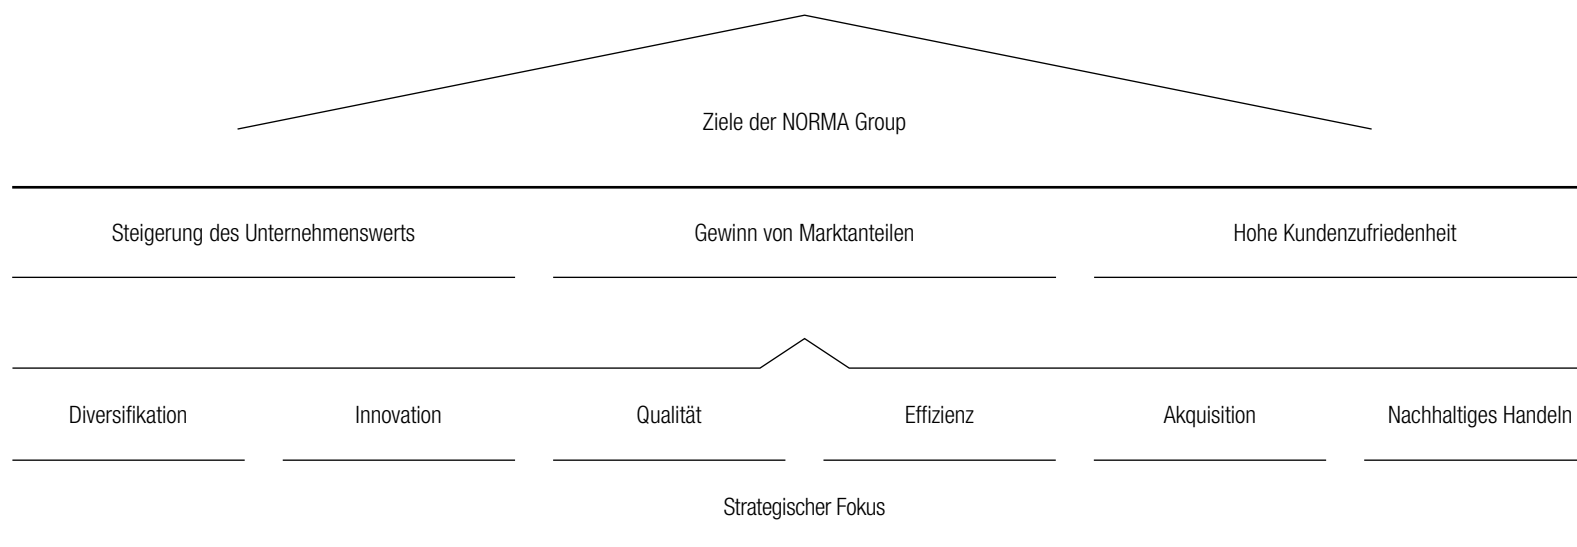 Ziele der NORMA Group
Steigerung des Unternehmenswerts
Gewinn von Marktanteilen
Hohe Kundenzufriedenheit
Diversifikation
Innovation
Qualität
Effizienz
Akquisition
Nachhaltiges Handeln
Strategischer Fokus